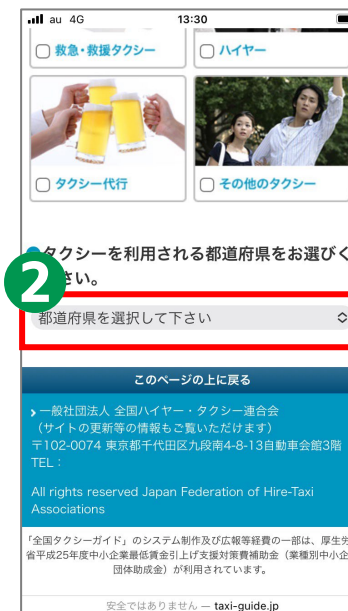 au 4G 13:30
救急・救援タクシー ハイヤー
タクシー代行 その他のタクシー
●タクシーを利用される都道府県をお選びく
さい。
2
都道府県を選択して下さい
このページの上に戻る
一般社団法人 全国ハイヤー・タクシー連合会
（サイトの更新等の情報もご覧いただけます）
〒102-0074 東京都千代田区九段南4-8-13自動車会館3階
TEL：
All rights reserved Japan Federation of Hire-Taxi
Associations
「全国タクシーガイド」のシステム制作及び広報等経費の一部は、厚生労
省平成25年度中小企業最低賃金引上げ支援対策費補助金（業種別中小企
団体助成金）が利用されています。
安全ではありません — taxi-guide.jp